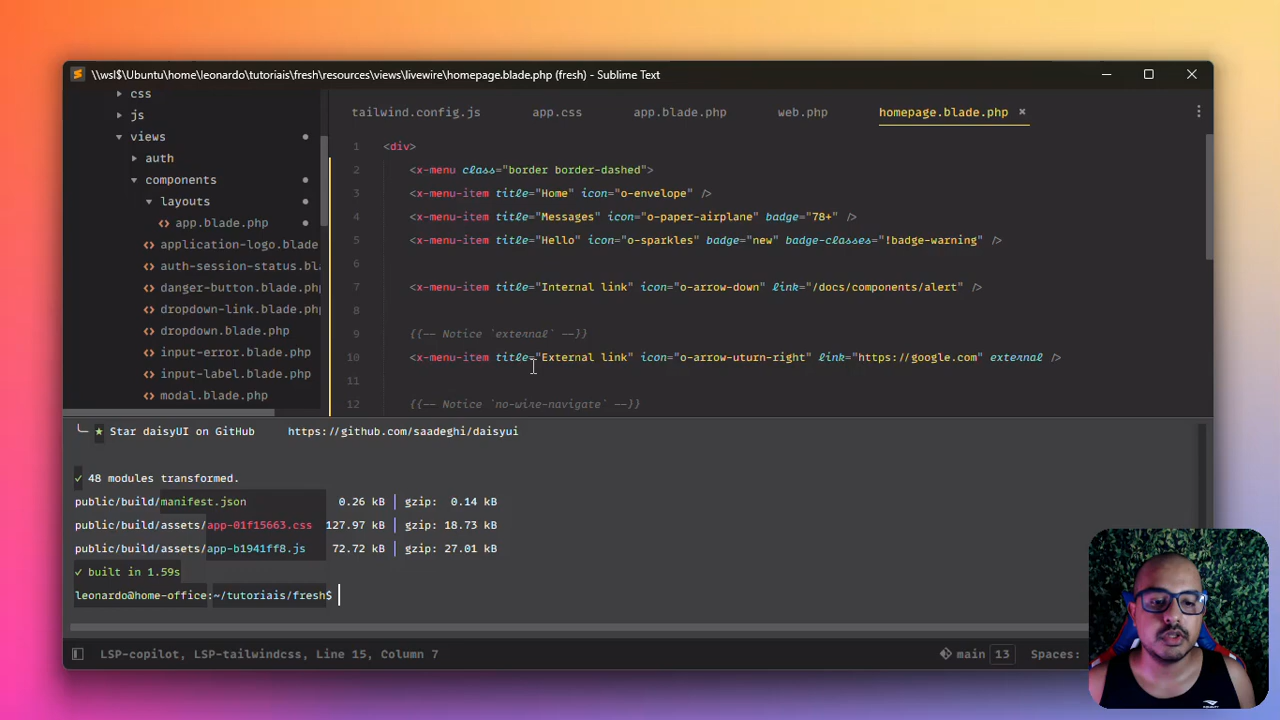 \\wsl$\Ubuntu\home\leonardo\tutoriais\fresh\resources\views\livewire\homepage.blade.php (fresh) - Sublime Text
css
js
views
auth
components
layouts
app.blade.php
application-logo.blade
auth-session-status.bla
danger-button.blade.php
dropdown-link.blade.php
dropdown.blade.php
input-error.blade.php
input-label.blade.php
modal.blade.php
tailwind.config.js app.css app.blade.php web.php homepage.blade.php ×
1 <div>
2 <x-menu class="border border-dashed">
3 <x-menu-item title="Home" icon="o-envelope" />
4 <x-menu-item title="Messages" icon="o-paper-airplane" badge="78+" />
5 <x-menu-item title="Hello" icon="o-sparkles" badge="new" badge-classes="!badge-warning" />
6
7 <x-menu-item title="Internal link" icon="o-arrow-down" link="/docs/components/alert" />
8
9 {{-- Notice `external` --}}
10 <x-menu-item title="External link" icon="o-arrow-uturn-right" link="https://google.com" external />
11
12 {{-- Notice `no-wire-navigate` --}}
╰─ ★ Star daisyUI on GitHub https://github.com/saadeghi/daisyui
✓ 48 modules transformed.
public/build/manifest.json 0.26 kB │ gzip: 0.14 kB
public/build/assets/app-01f15663.css 127.97 kB │ gzip: 18.73 kB
public/build/assets/app-b1941ff8.js 72.72 kB │ gzip: 27.01 kB
✓ built in 1.59s
leonardo@home-office:~/tutoriais/fresh$
LSP-copilot, LSP-tailwindcss, Line 15, Column 7 main 13 Spaces: